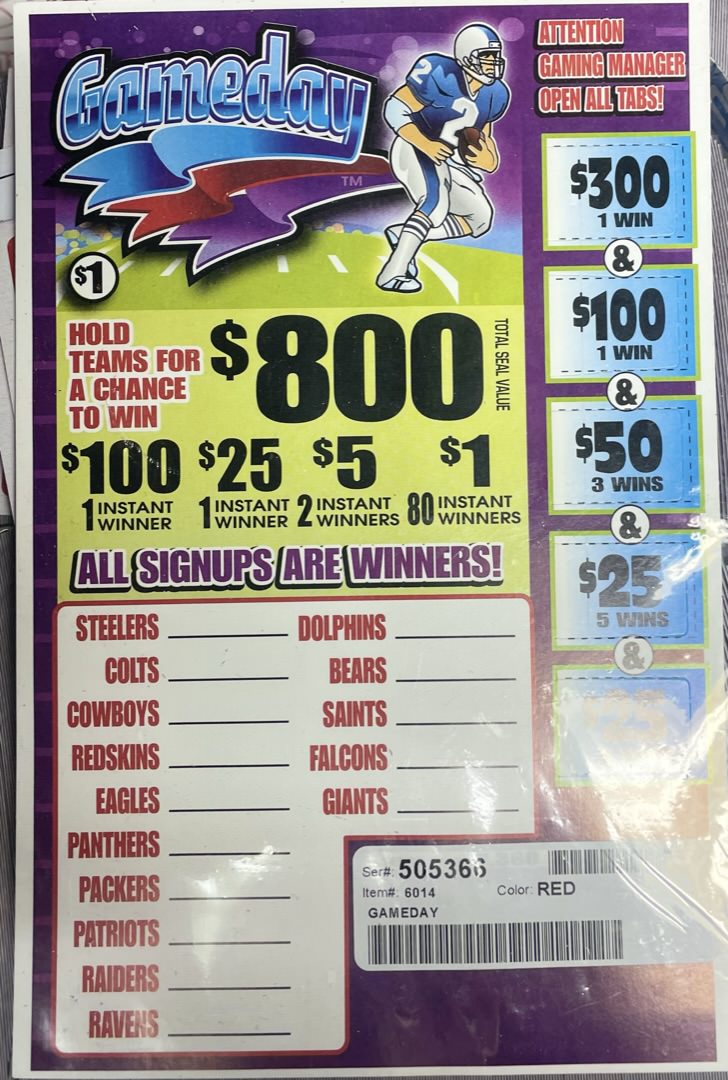 Gameday
TM
2
2
$1
ATTENTION
GAMING MANAGER
OPEN ALL TABS!
$300
1 WIN
&
$100
1 WIN
&
$50
3 WINS
&
$25
5 WINS
&
HOLD
TEAMS FOR
A CHANCE
TO WIN
$800
TOTAL SEAL VALUE
$100
1 INSTANT
WINNER
$25
1 INSTANT
WINNER
$5
2 INSTANT
WINNERS
$1
80 INSTANT
WINNERS
ALL SIGNUPS ARE WINNERS!
STEELERS
COLTS
COWBOYS
REDSKINS
EAGLES
PANTHERS
PACKERS
PATRIOTS
RAIDERS
RAVENS
DOLPHINS
BEARS
SAINTS
FALCONS
GIANTS
Ser#: 505366
Item#: 6014 Color: RED
GAMEDAY